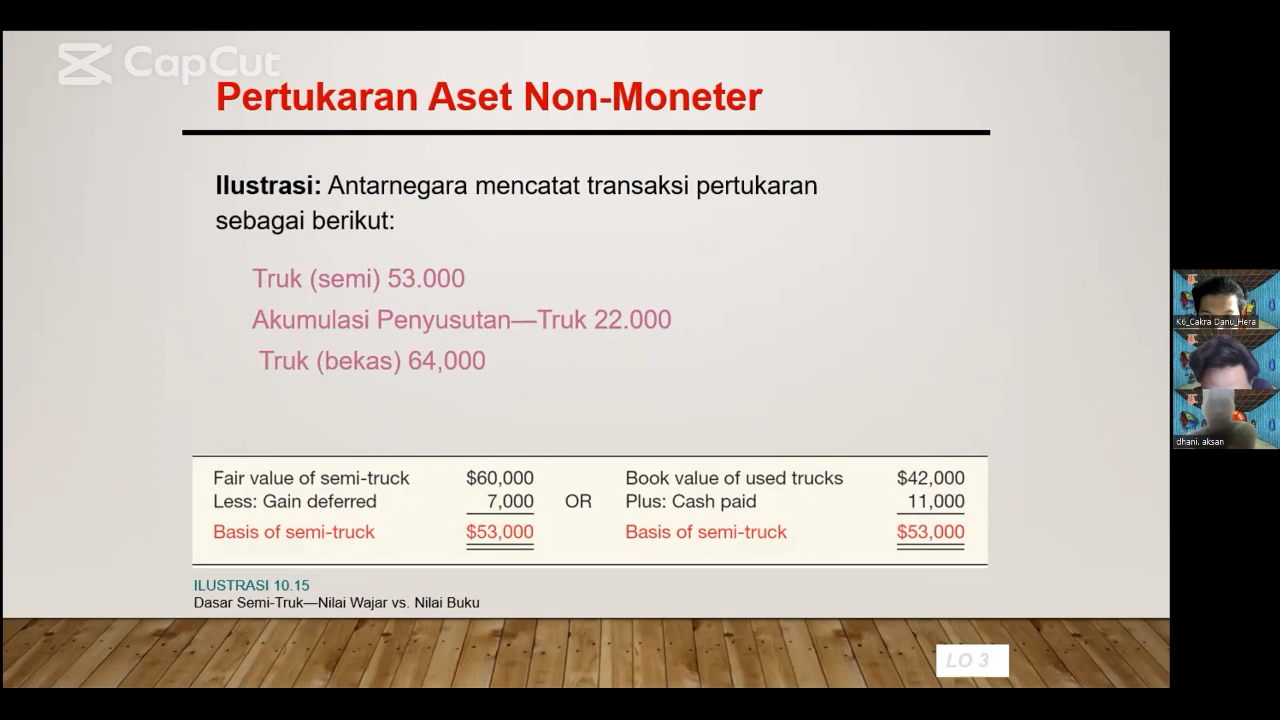 CapCut
Pertukaran Aset Non-Moneter
Ilustrasi: Antarnegara mencatat transaksi pertukaran
sebagai berikut:
Truk (semi) 53.000
Akumulasi Penyusutan—Truk 22.000
Truk (bekas) 64,000
Fair value of semi-truck $60,000 Book value of used trucks $42,000
Less: Gain deferred 7,000 OR Plus: Cash paid 11,000
Basis of semi-truck $53,000 Basis of semi-truck $53,000
ILUSTRASI 10.15
Dasar Semi-Truk—Nilai Wajar vs. Nilai Buku
LO 3
K6_Cakra Danu_Hera
dhani. aksan